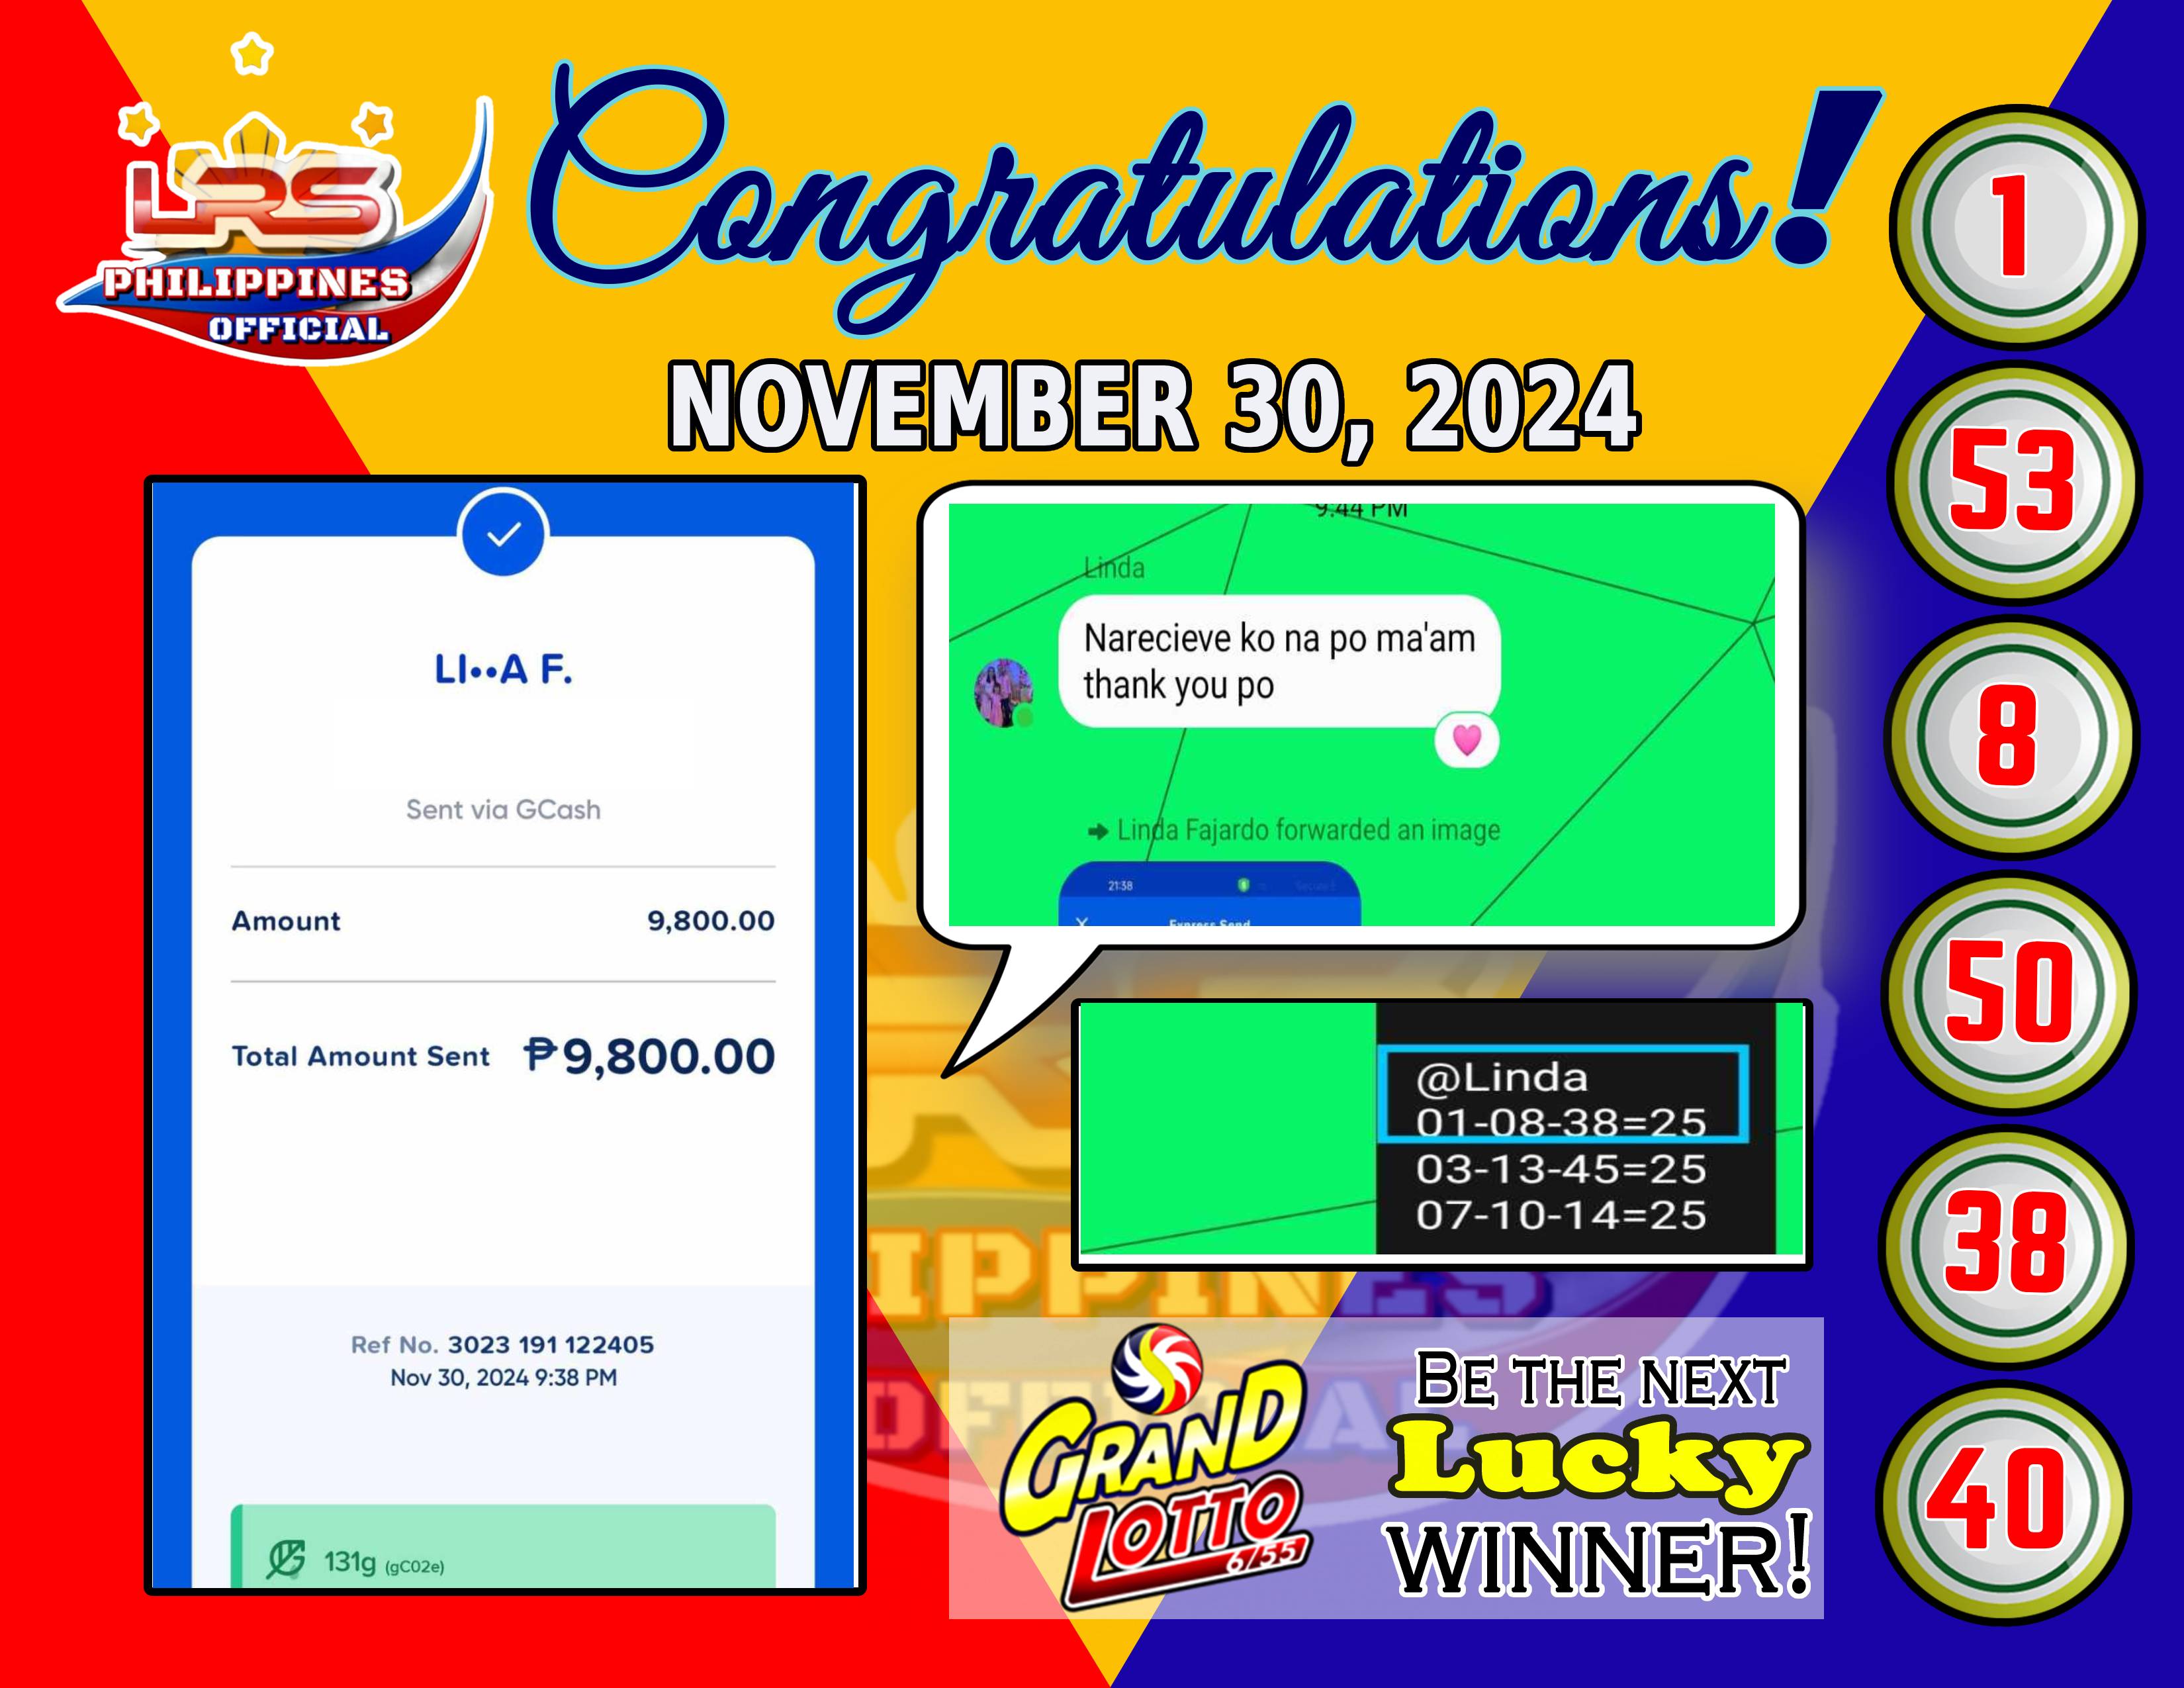 LRS
PHILIPPINES
OFFICIAL
Congratulations!
NOVEMBER 30, 2024
LI••A F.
Sent via GCash
Amount 9,800.00
Total Amount Sent ₱9,800.00
Ref No. 3023 191 122405
Nov 30, 2024 9:38 PM
131g (gC02e)
9:44 PM
Linda
Narecieve ko na po ma'am
thank you po
Linda Fajardo forwarded an image
21:38
Express Send
@Linda
01-08-38=25
03-13-45=25
07-10-14=25
GRAND
LOTTO
6/55
BE THE NEXT
Lucky
WINNER!
1
53
8
50
38
40